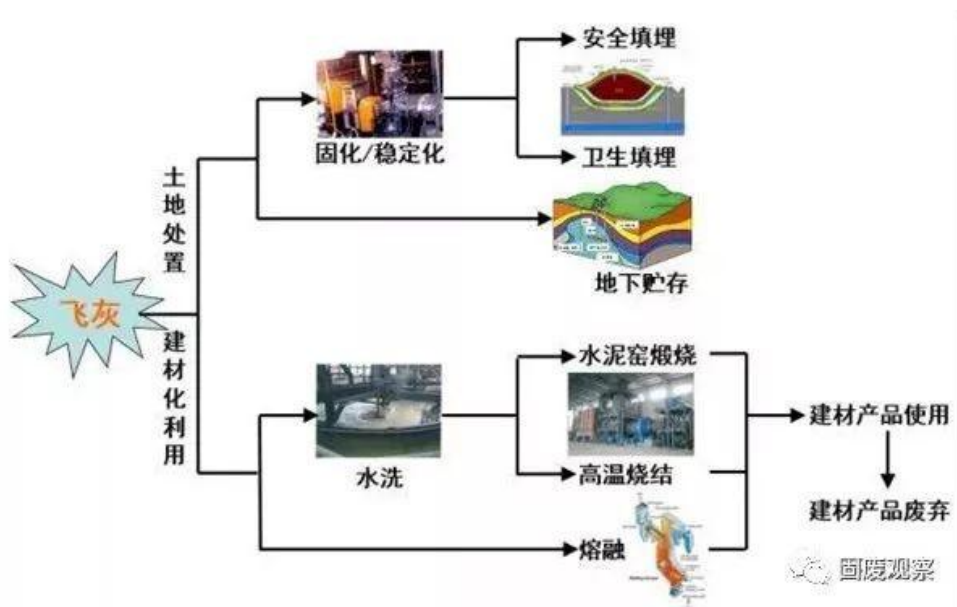 飞灰
土地处置
建材化利用
固化/稳定化
安全填埋
卫生填埋
地下贮存
水洗
水泥窑煅烧
高温烧结
熔融
建材产品使用
建材产品废弃
固废观察